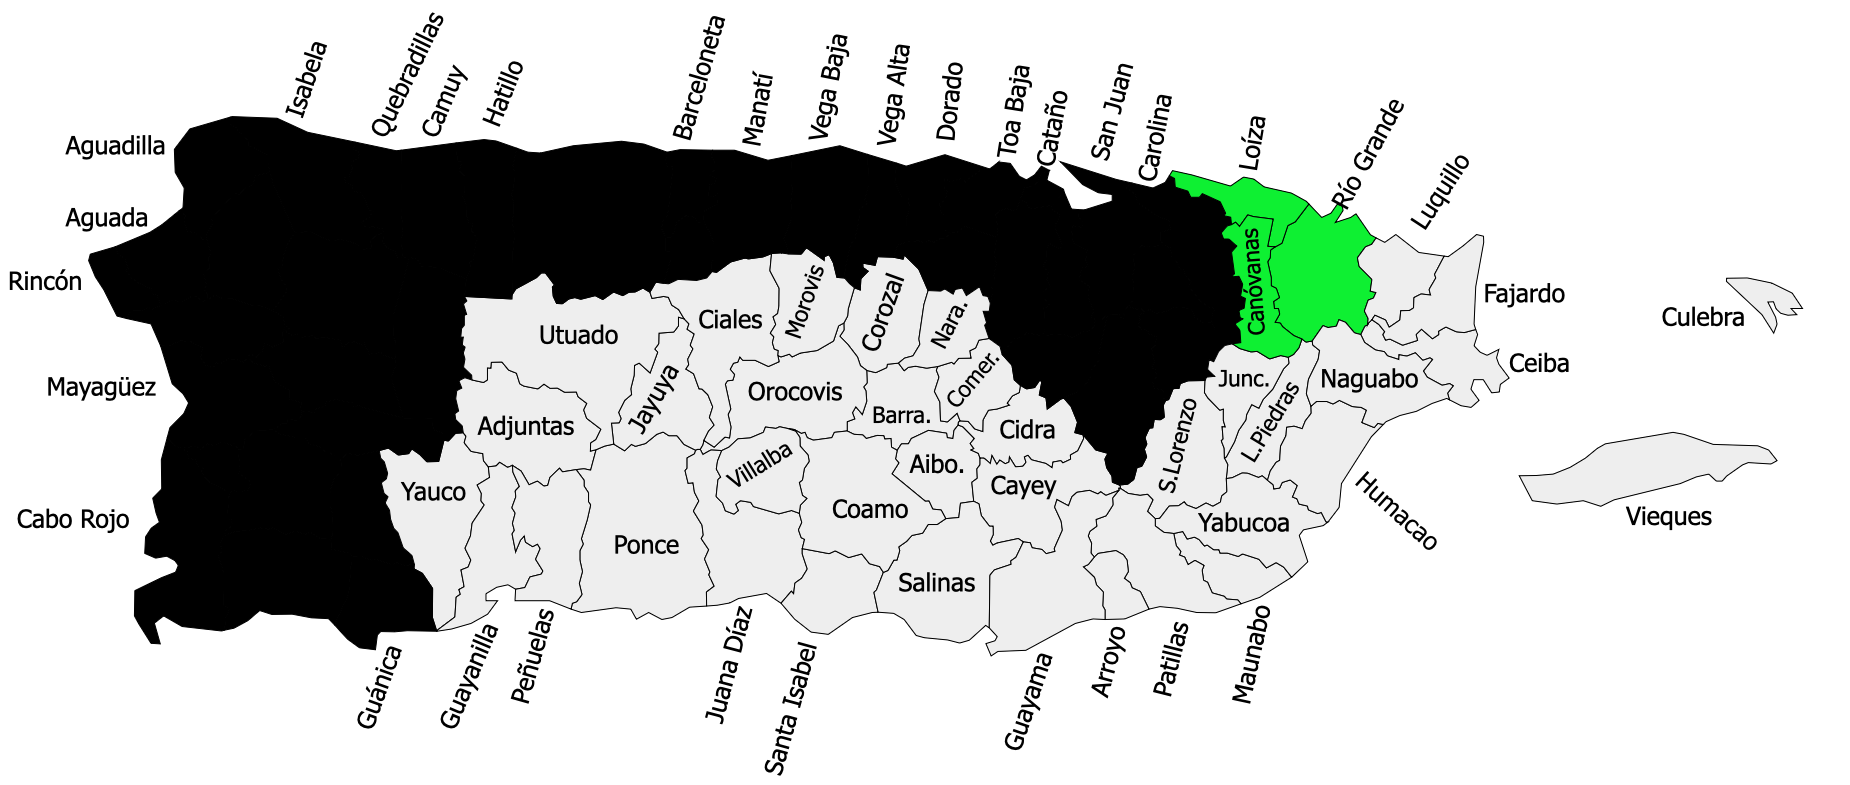 Isabela
Quebradillas
Camuy
Hatillo
Barceloneta
Manatí
Vega Baja
Vega Alta
Dorado
Toa Baja
Cataño
San Juan
Carolina
Loíza
Río Grande
Luquillo
Aguadilla
Aguada
Rincón
Mayagüez
Cabo Rojo
Canóvanas
Fajardo
Culebra
Ceiba
Vieques
Utuado
Ciales
Morovis
Corozal
Nara.
Jayuya
Orocovis
Barra.
Comer.
Cidra
Junc.
Naguabo
Adjuntas
Villalba
Aibo.
Cayey
S.Lorenzo
L.Piedras
Yauco
Ponce
Coamo
Salinas
Yabucoa
Humacao
Guánica
Guayanilla
Peñuelas
Juana Díaz
Santa Isabel
Guayama
Arroyo
Patillas
Maunabo